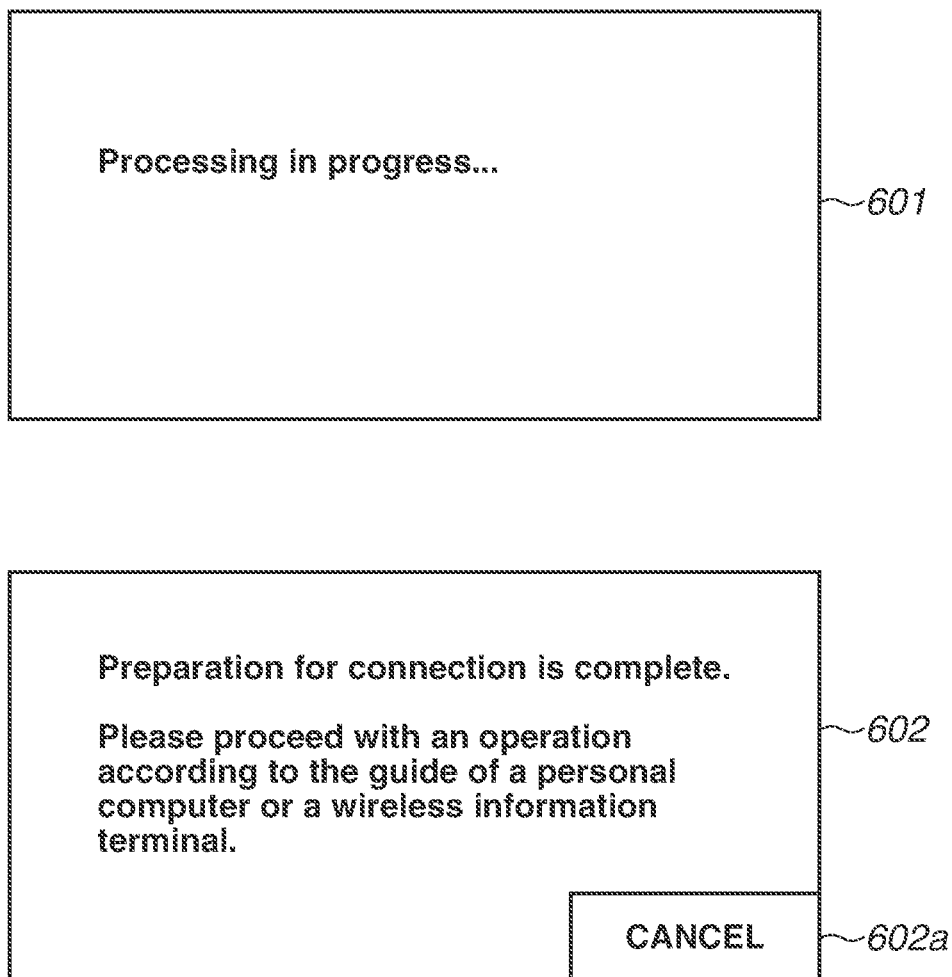 Processing in progress...
601
Preparation for connection is complete.
602
Please proceed with an operation
according to the guide of a personal
computer or a wireless information
terminal.
CANCEL
602a